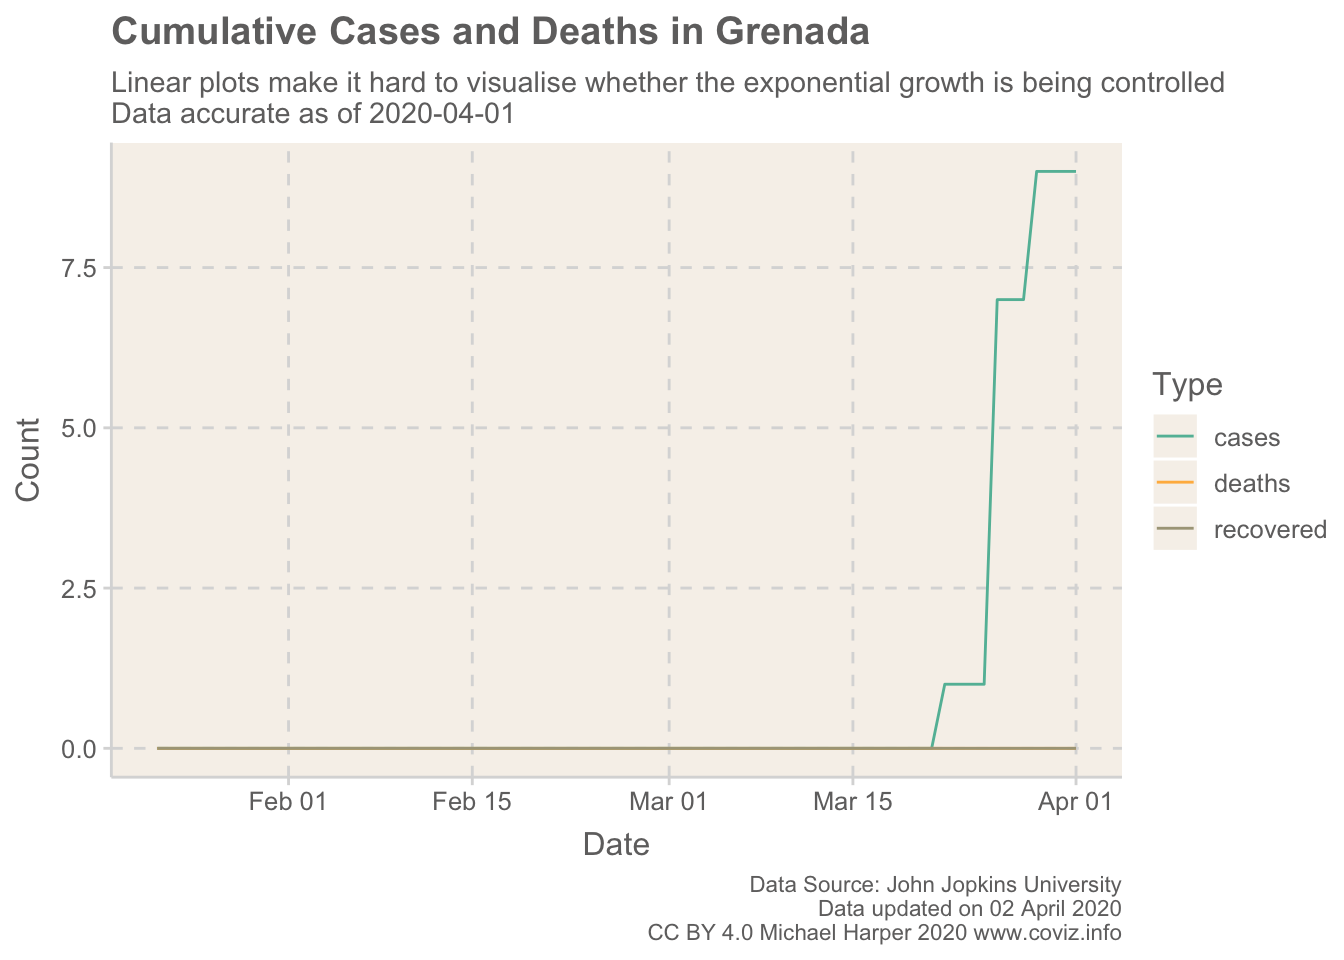 Cumulative Cases and Deaths in Grenada
Linear plots make it hard to visualise whether the exponential growth is being controlled
Data accurate as of 2020-04-01
7.5
5.0
2.5
0.0
Count
Feb 01
Feb 15
Mar 01
Mar 15
Apr 01
Date
Type
cases
deaths
recovered
Data Source: John Jopkins University
Data updated on 02 April 2020
CC BY 4.0 Michael Harper 2020 www.coviz.info